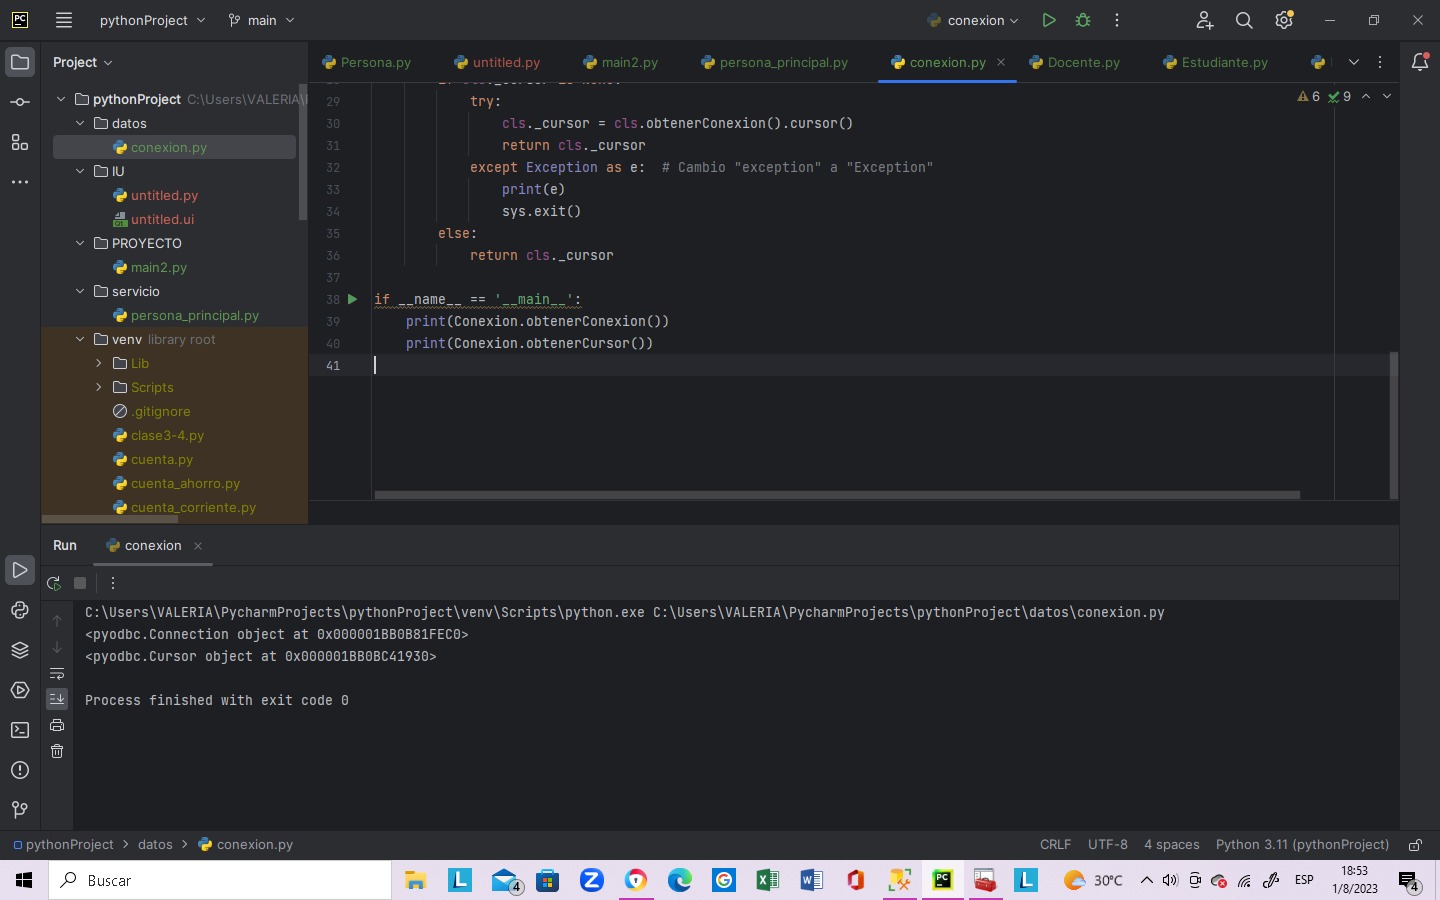 PC pythonProject main conexion
Project
Persona.py untitled.py main2.py persona_principal.py conexion.py Docente.py Estudiante.py
pythonProject C:\Users\VALERIA\
datos
conexion.py
IU
untitled.py
untitled.ui
PROYECTO
main2.py
servicio
persona_principal.py
venv library root
Lib
Scripts
.gitignore
clase3-4.py
cuenta.py
cuenta_ahorro.py
cuenta_corriente.py
6 9
29 try:
30 cls._cursor = cls.obtenerConexion().cursor()
31 return cls._cursor
32 except Exception as e:  # Cambio "exception" a "Exception"
33 print(e)
34 sys.exit()
35 else:
36 return cls._cursor
37
38 if __name__ == '__main__':
39 print(Conexion.obtenerConexion())
40 print(Conexion.obtenerCursor())
41
Run conexion
C:\Users\VALERIA\PycharmProjects\pythonProject\venv\Scripts\python.exe C:\Users\VALERIA\PycharmProjects\pythonProject\datos\conexion.py
<pyodbc.Connection object at 0x000001BB0B81FEC0>
<pyodbc.Cursor object at 0x000001BB0BC41930>
Process finished with exit code 0
pythonProject > datos > conexion.py CRLF UTF-8 4 spaces Python 3.11 (pythonProject)
Buscar
4
30°C
ESP
18:53
1/8/2023
4